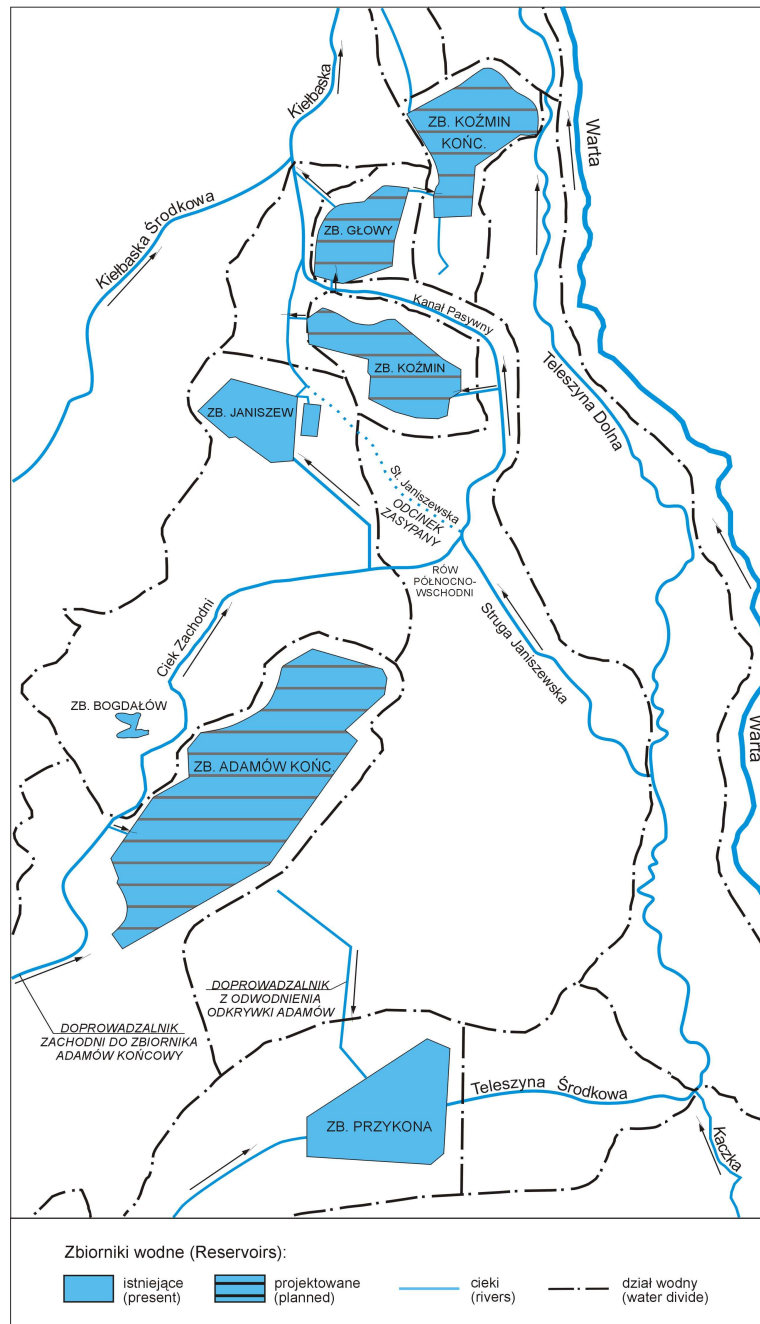 Kiełbaska
ZB. KOŹMIN
KOŃC.
Warta
Kiełbaska Środkowa
ZB. GŁOWY
Kanał Pasywny
ZB. KOŹMIN
Teleszyna Dolna
ZB. JANISZEW
St. Janiszewska
ODCINEK
ZASYPANY
RÓW
PÓŁNOCNO-
WSCHODNI
Ciek Zachodni
Struga Janiszewska
ZB. BOGDAŁÓW
Warta
ZB. ADAMÓW KOŃC.
DOPROWADZALNIK
Z ODWODNIENIA
ODKRYWKI ADAMÓW
DOPROWADZALNIK
ZACHODNI DO ZBIORNIKA
ADAMÓW KOŃCOWY
Teleszyna Środkowa
ZB. PRZYKONA
Kaczka
Zbiorniki wodne (Reservoirs):
istniejące
(present)
projektowane
(planned)
cieki
(rivers)
dział wodny
(water divide)